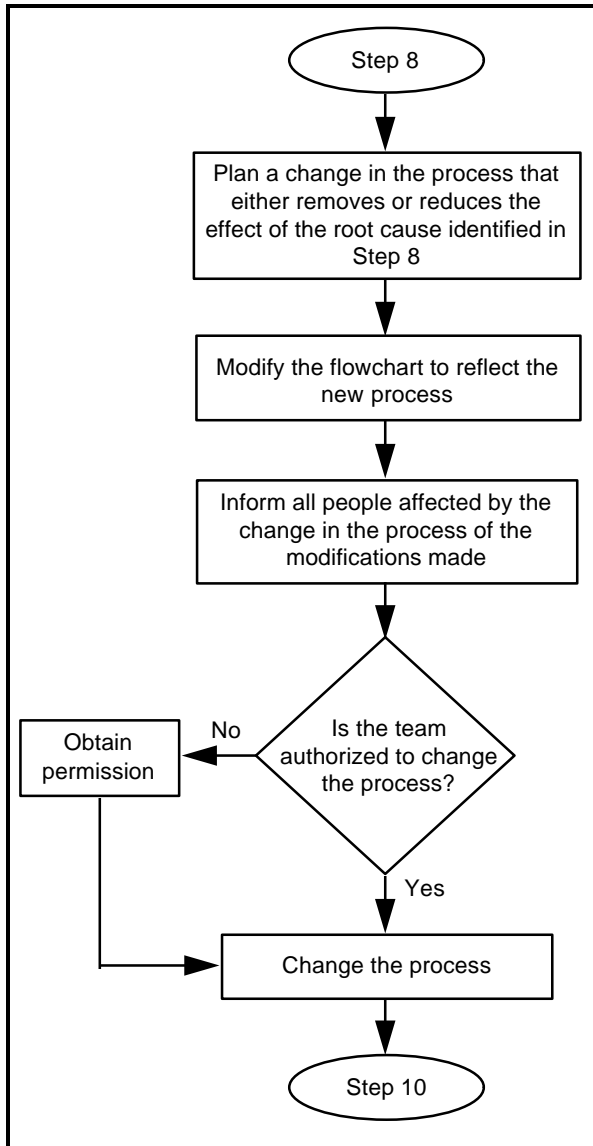 Step 8
Plan a change in the process that
either removes or reduces the
effect of the root cause identified in
Step 8
Modify the flowchart to reflect the
new process
Inform all people affected by the
change in the process of the
modifications made
Is the team
authorized to change
the process?
No
Obtain
permission
Yes
Change the process
Step 10